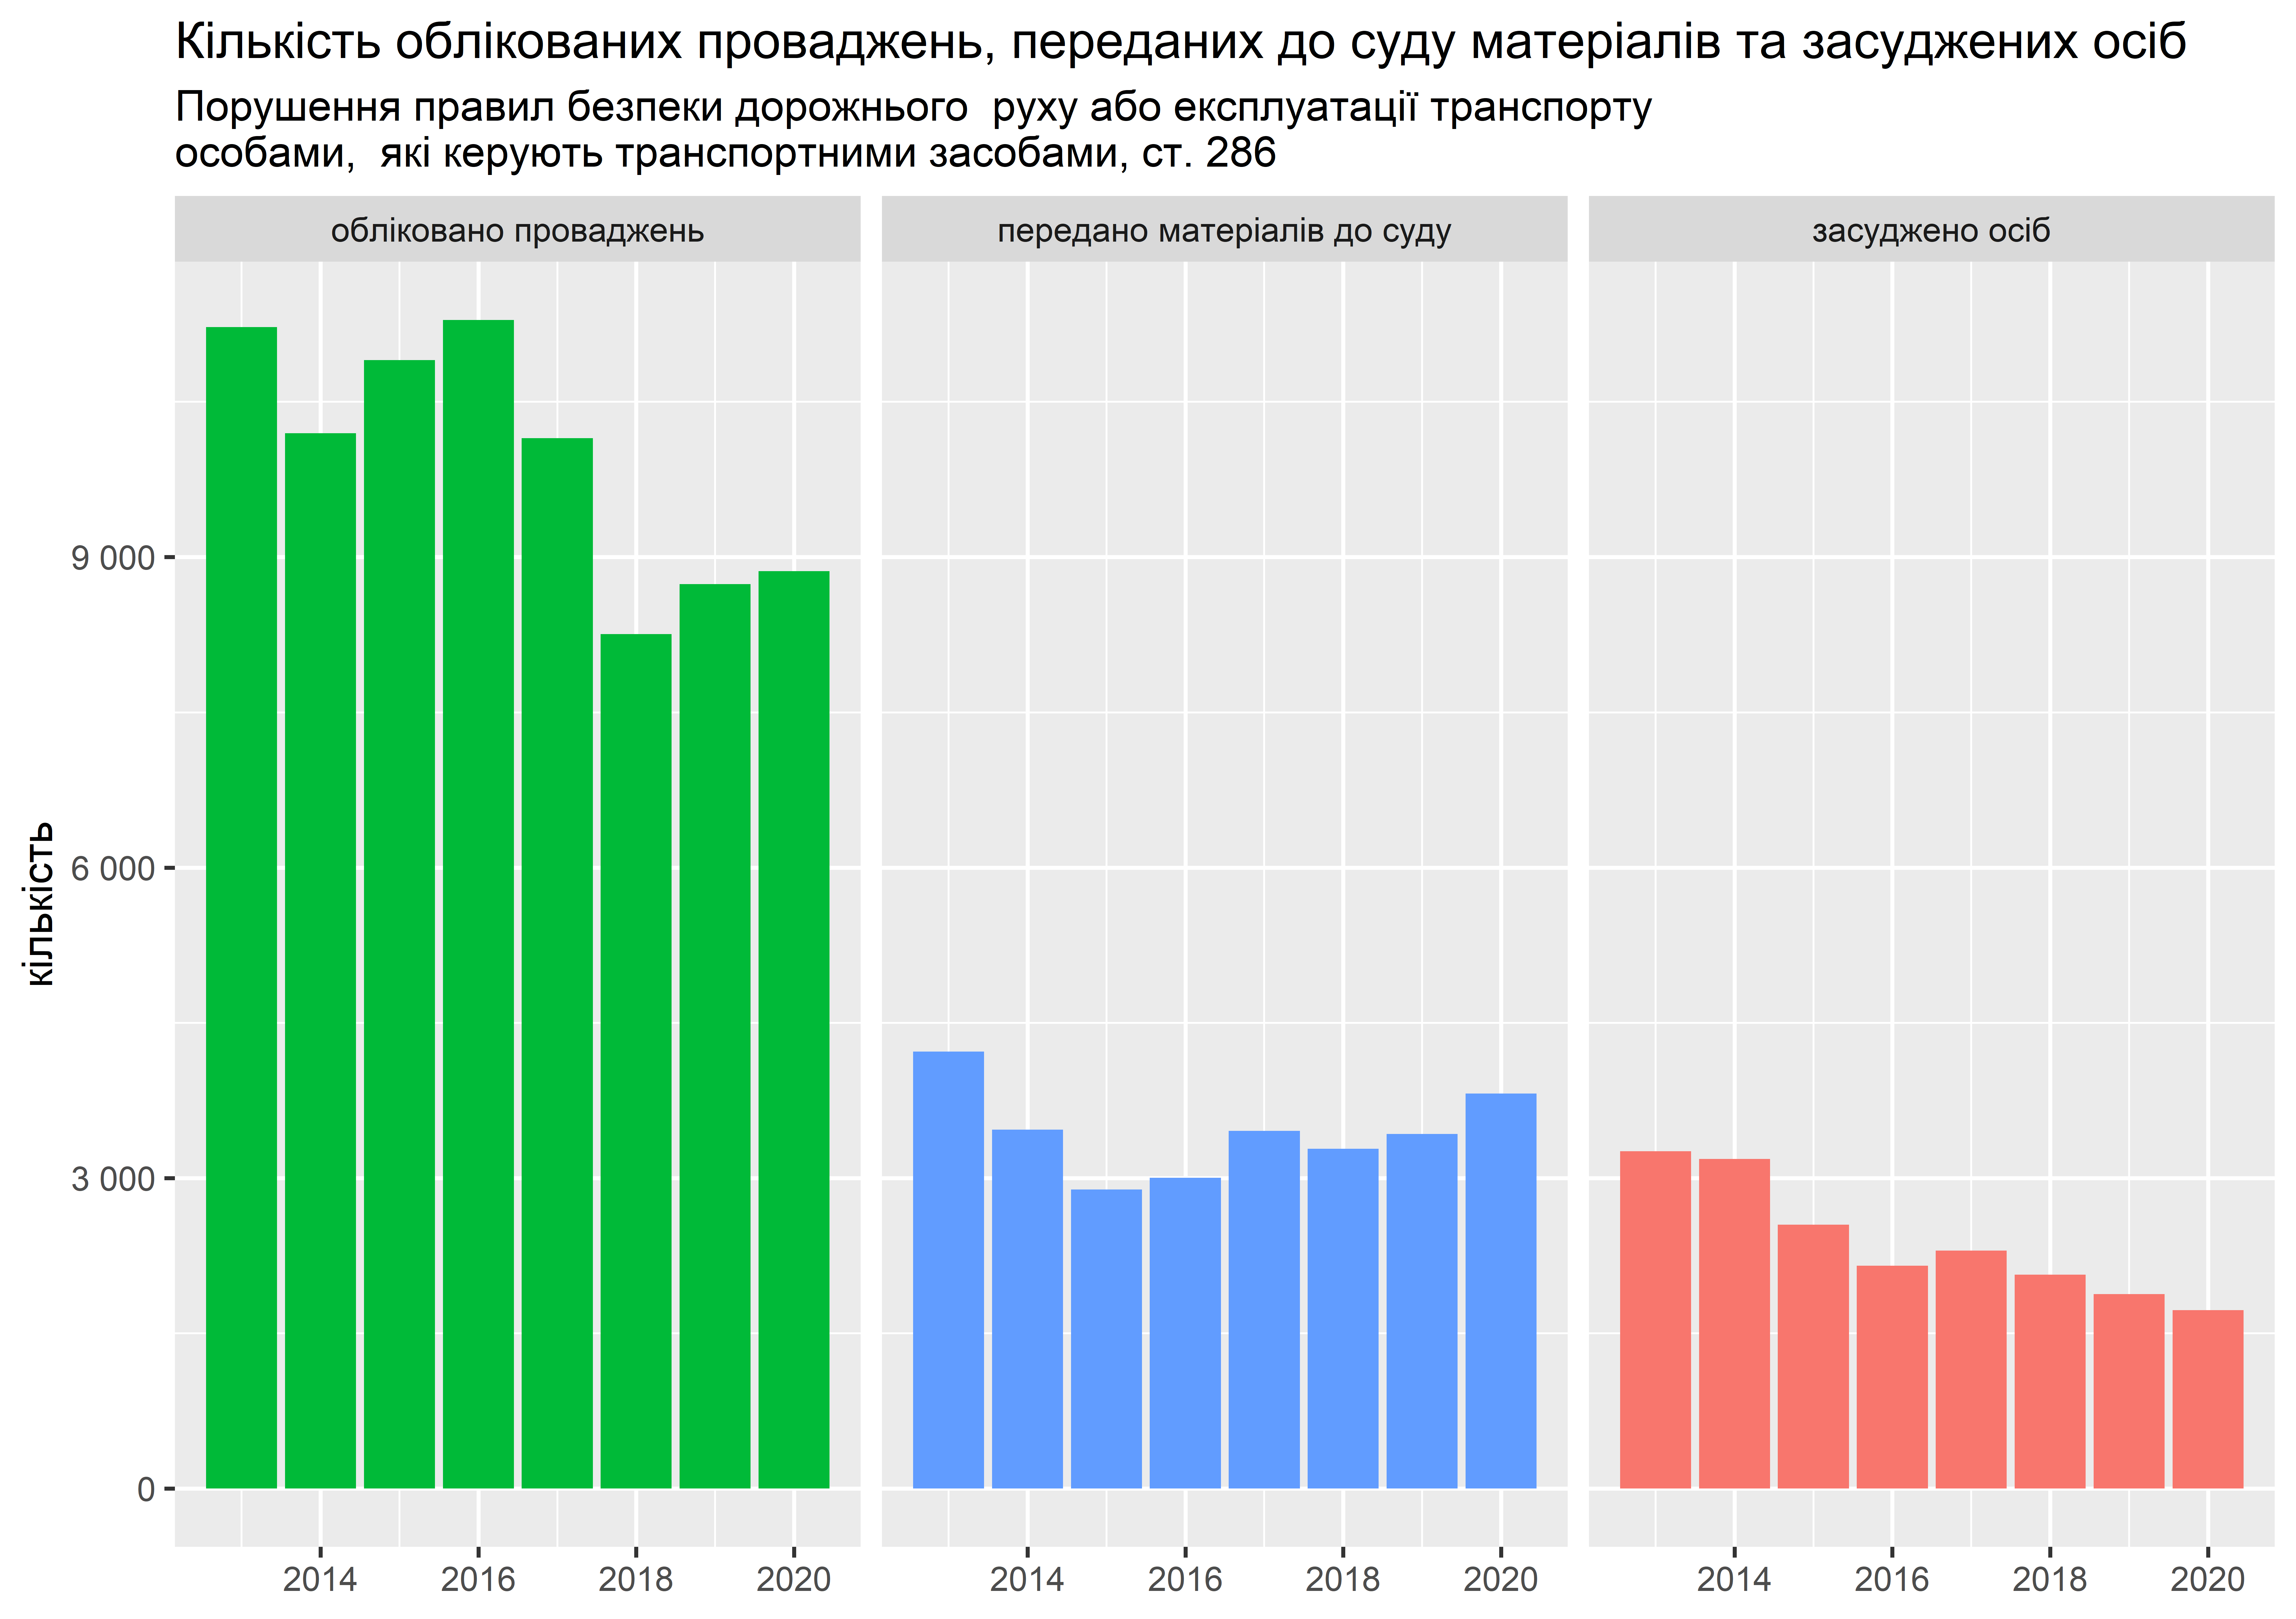 Кількість облікованих проваджень, переданих до суду матеріалів та засуджених осіб
Порушення правил безпеки дорожнього  руху або експлуатації транспорту
особами,  які керують транспортними засобами, ст. 286
обліковано проваджень
передано матеріалів до суду
засуджено осіб
кількість
9 000
6 000
3 000
0
2014 2016 2018 2020
2014 2016 2018 2020
2014 2016 2018 2020